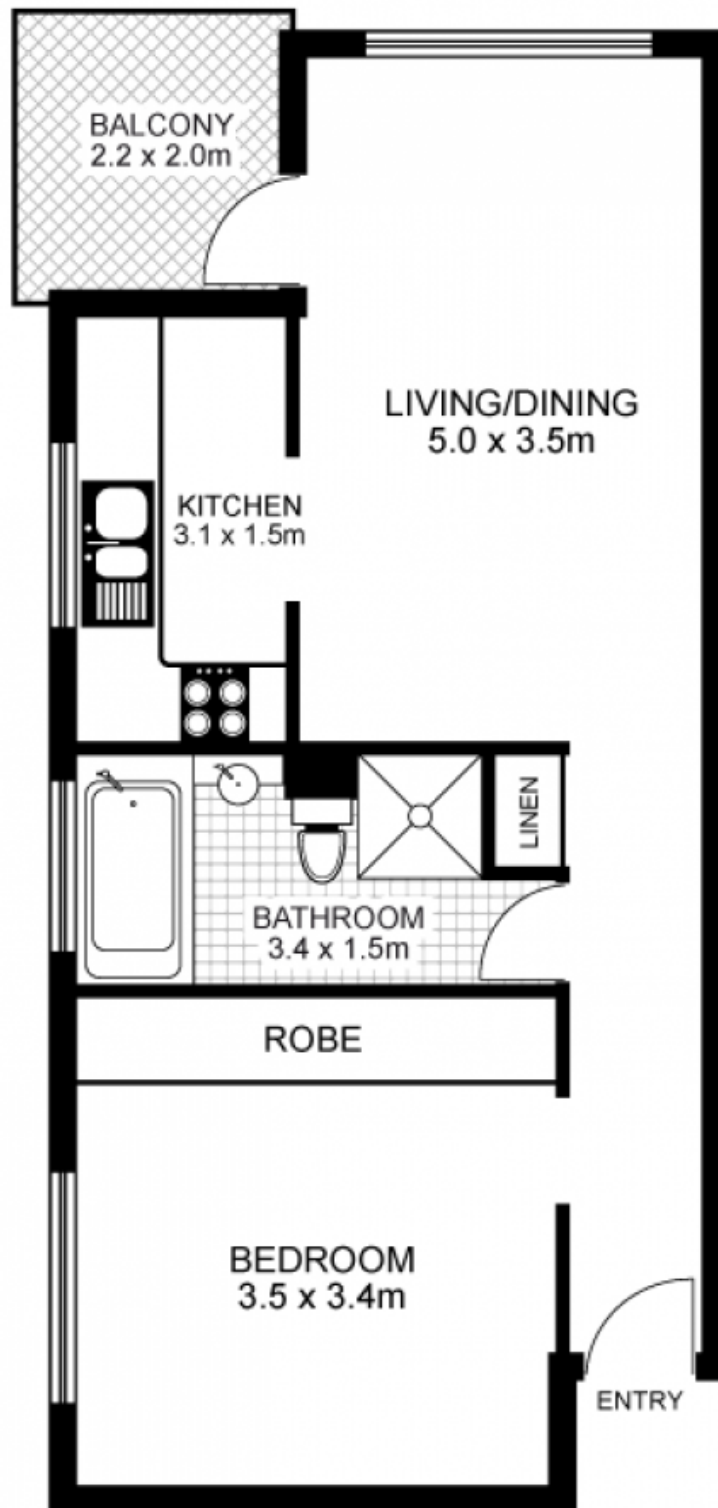 BALCONY
2.2 x 2.0m
LIVING/DINING
5.0 x 3.5m
KITCHEN
3.1 x 1.5m
LINEN
BATHROOM
3.4 x 1.5m
ROBE
BEDROOM
3.5 x 3.4m
ENTRY